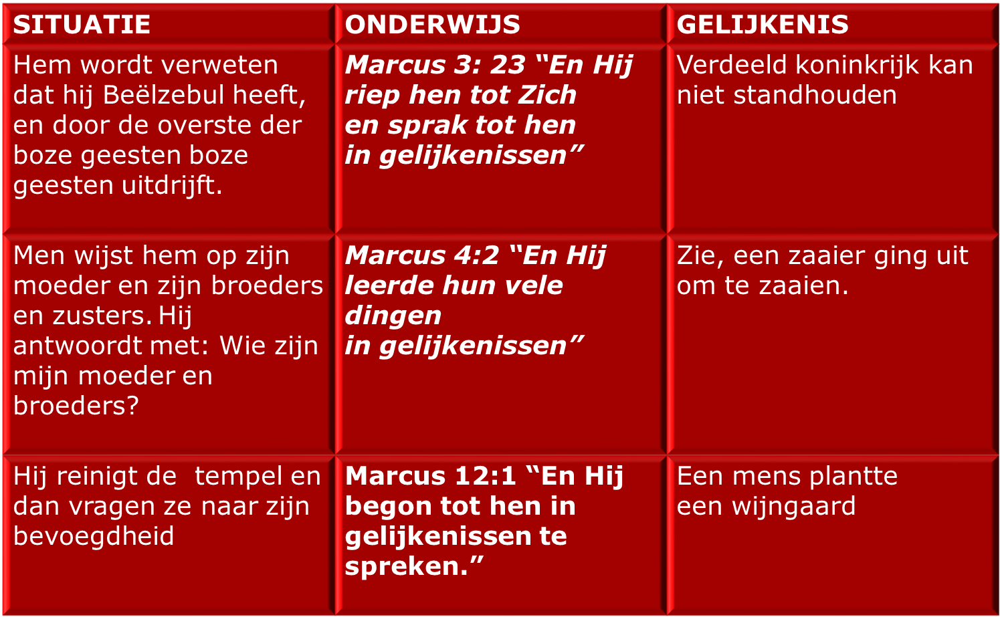 SITUATIE
ONDERWIJS
GELIJKENIS
Hem wordt verweten
dat hij Beëlzebul heeft,
en door de overste der
boze geesten boze
geesten uitdrijft.
Marcus 3: 23 “En Hij
riep hen tot Zich
en sprak tot hen
in gelijkenissen”
Verdeeld koninkrijk kan
niet standhouden
Men wijst hem op zijn
moeder en zijn broeders
en zusters. Hij
antwoordt met: Wie zijn
mijn moeder en
broeders?
Marcus 4:2 “En Hij
leerde hun vele
dingen
in gelijkenissen”
Zie, een zaaier ging uit
om te zaaien.
Hij reinigt de  tempel en
dan vragen ze naar zijn
bevoegdheid
Marcus 12:1 “En Hij
begon tot hen in
gelijkenissen te
spreken.”
Een mens plantte
een wijngaard